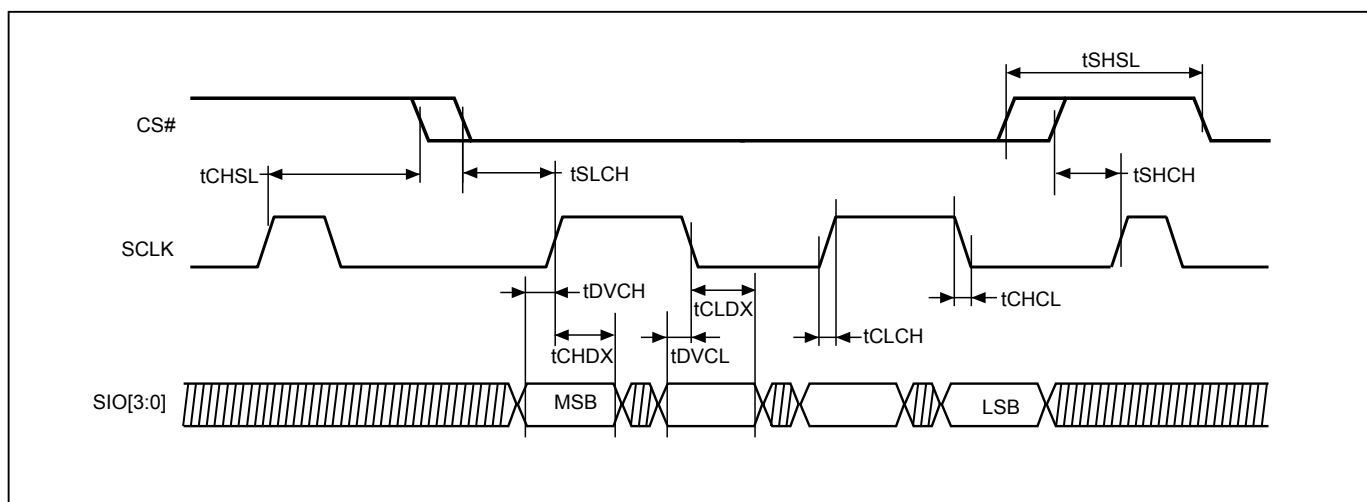 tSHSL
CS#
tCHSL
tSLCH
tSHCH
SCLK
tDVCH
tCLDX
tCHCL
tCHDX
tDVCL
tCLCH
SIO[3:0]
MSB
LSB